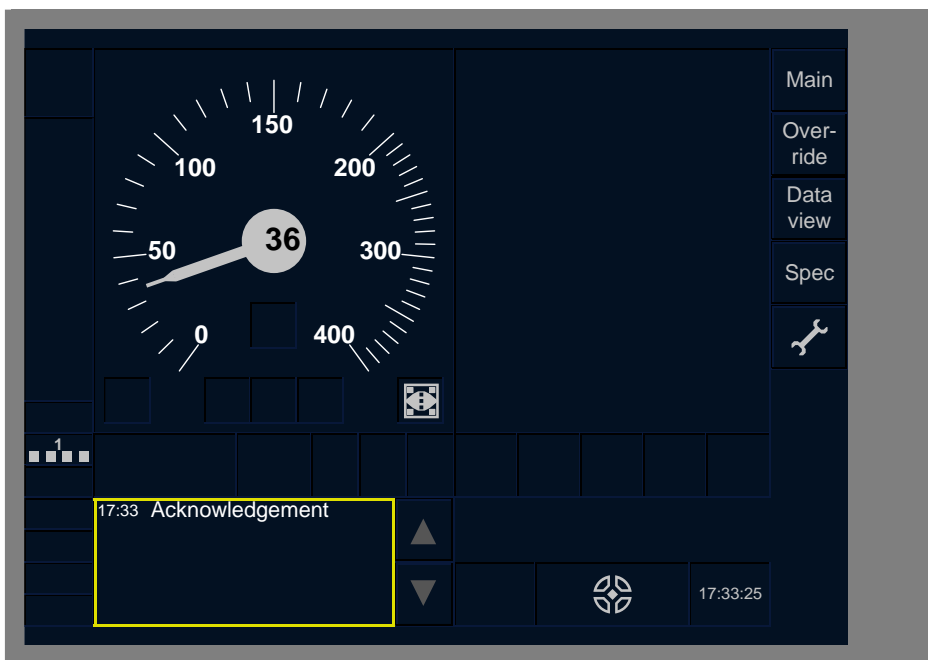 Main
150
Over-
ride
100
200
Data
view
36
50
300
Spec
0
400
1
17:33 Acknowledgement
17:33:25